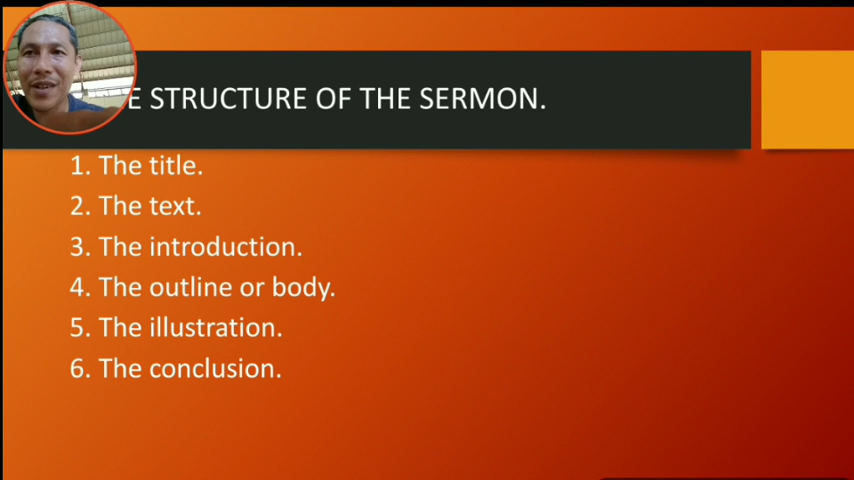 E STRUCTURE OF THE SERMON.
1. The title.
2. The text.
3. The introduction.
4. The outline or body.
5. The illustration.
6. The conclusion.